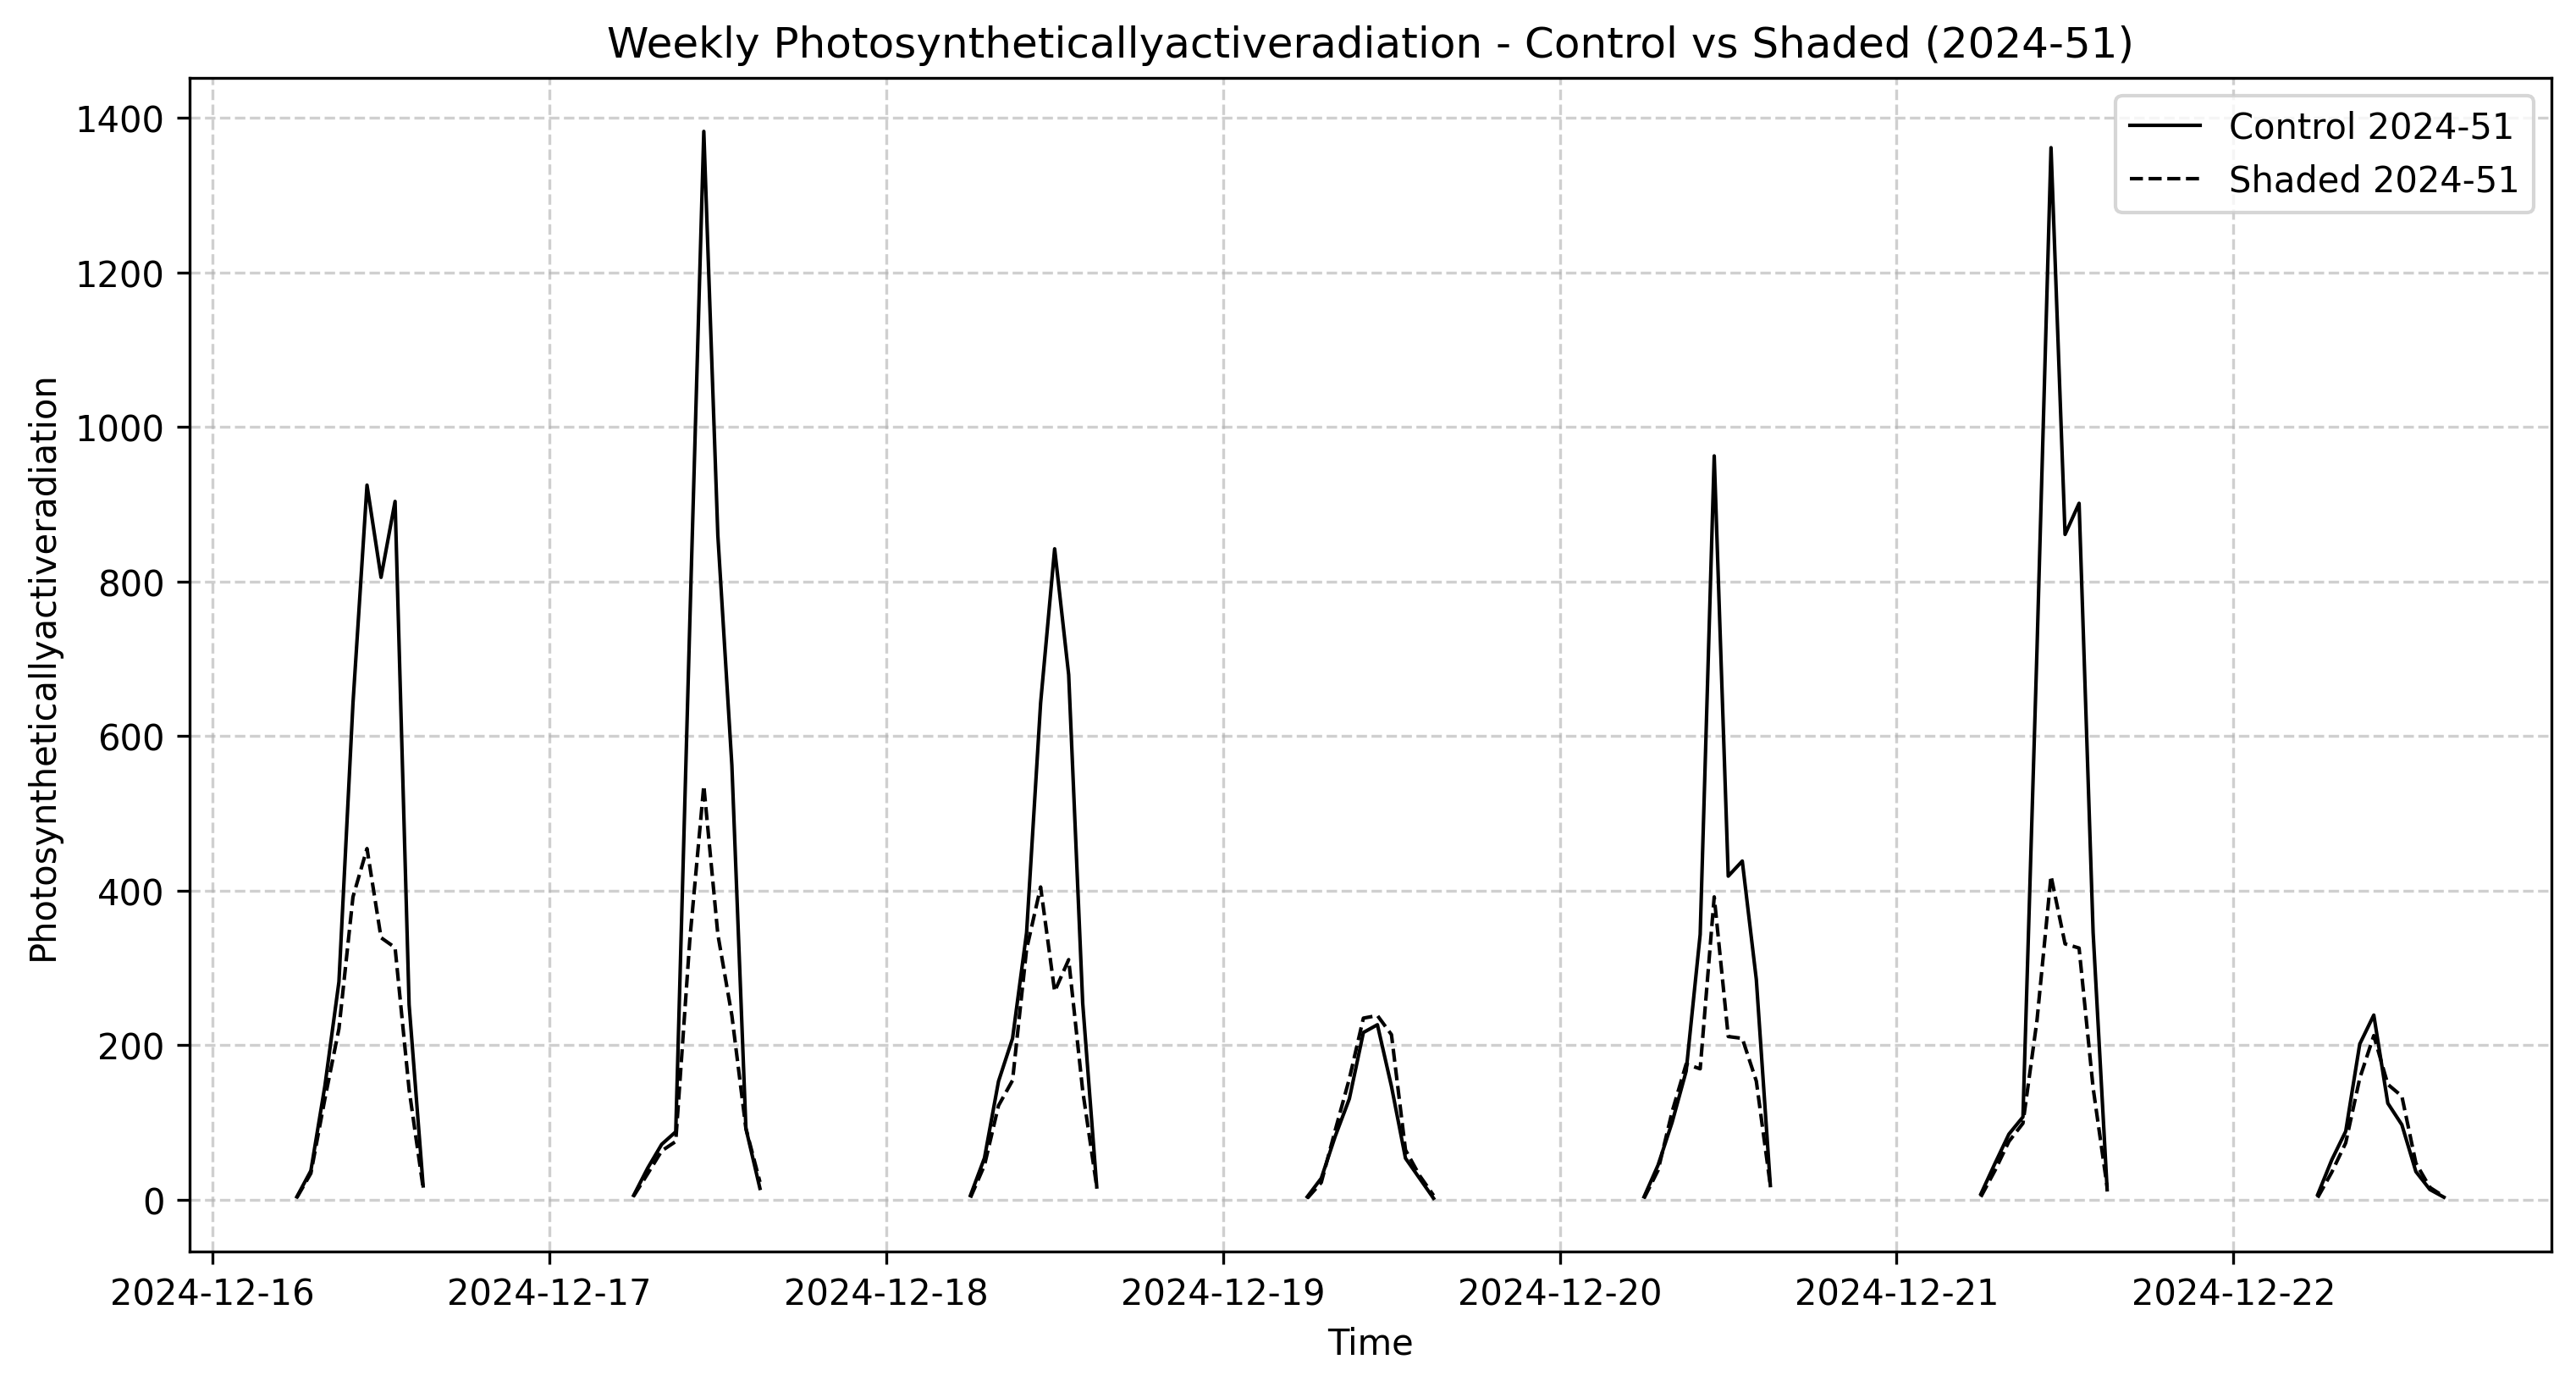 Weekly Photosyntheticallyactiveradiation - Control vs Shaded (2024-51)
Control 2024-51
Shaded 2024-51
Photosyntheticallyactiveradiation
1400
1200
1000
800
600
400
200
0
2024-12-16 2024-12-17 2024-12-18 2024-12-19 2024-12-20 2024-12-21 2024-12-22
Time